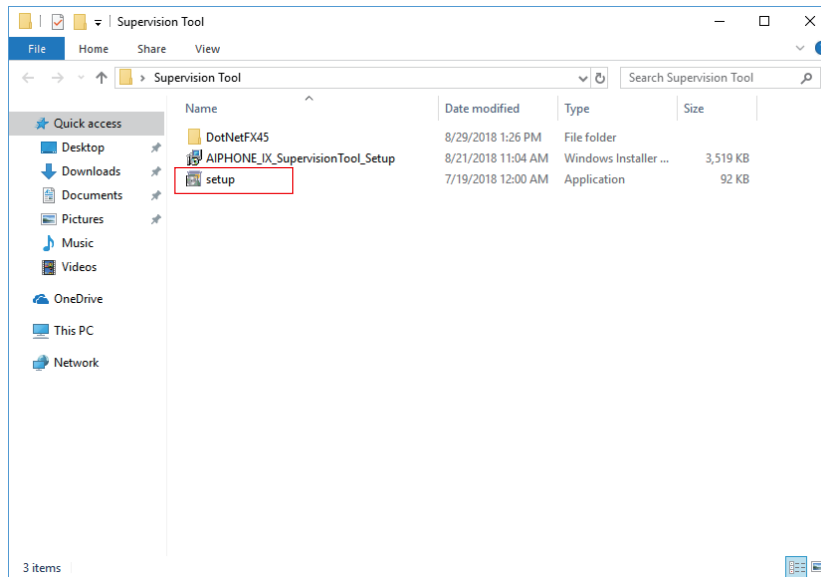 Supervision Tool
File Home Share View
Supervision Tool Search Supervision Tool
Name Date modified Type Size
Quick access
Desktop
Downloads
Documents
Pictures
Music
Videos
OneDrive
This PC
Network
DotNetFX45 8/29/2018 1:26 PM File folder
AIPHONE_IX_SupervisionTool_Setup 8/21/2018 11:04 AM Windows Installer ... 3,519 KB
setup 7/19/2018 12:00 AM Application 92 KB
3 items